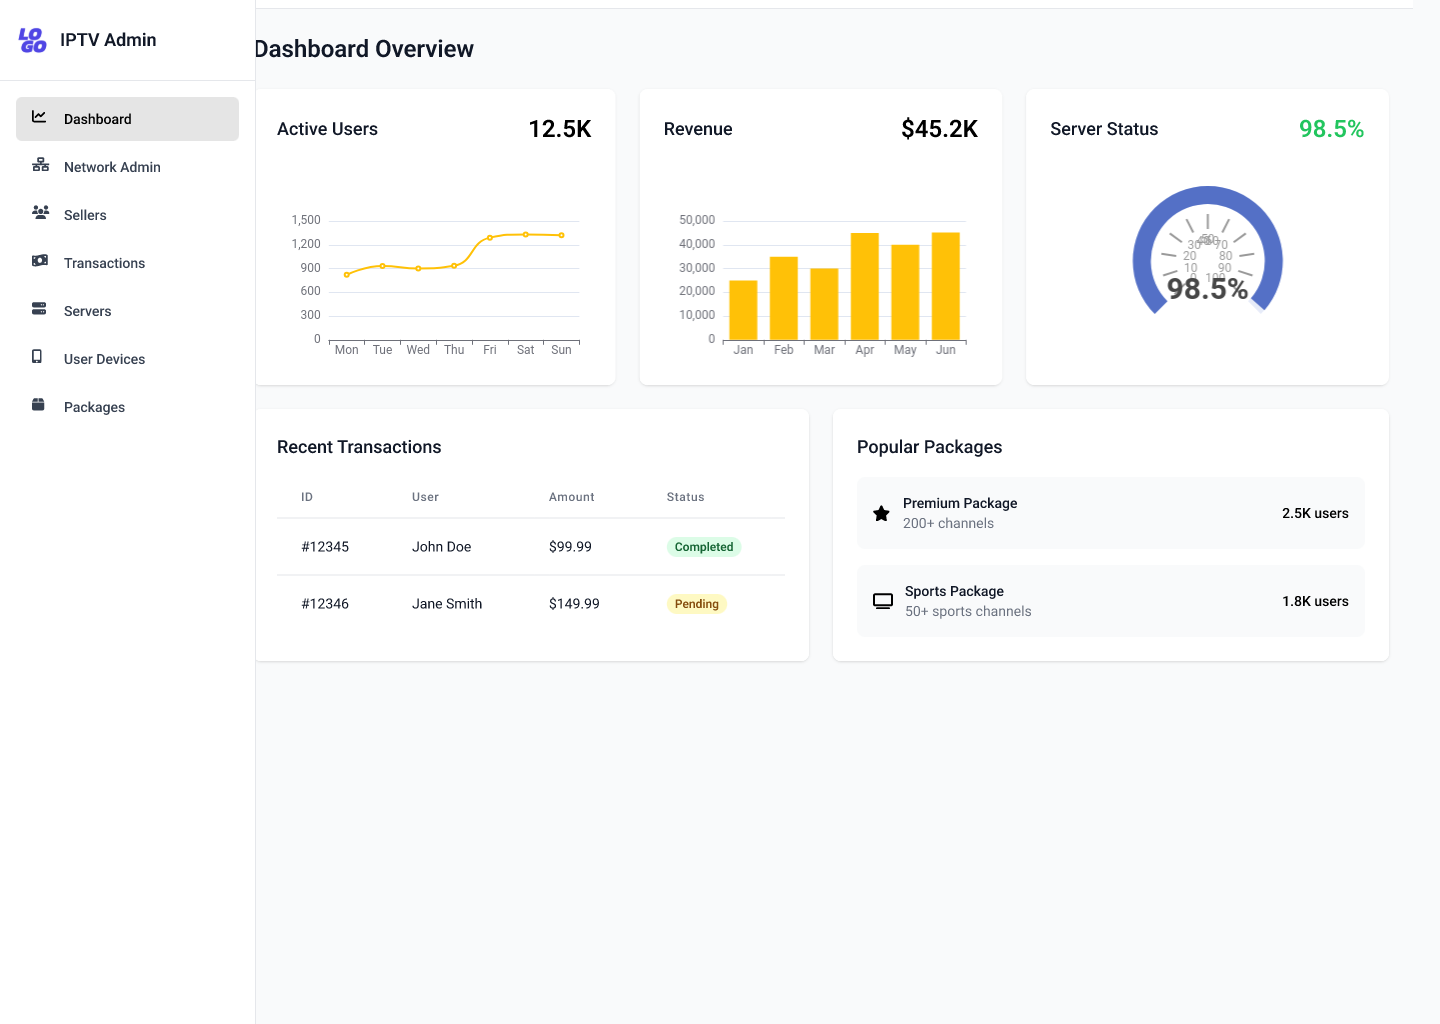 LO
GO
IPTV Admin
Dashboard
Network Admin
Sellers
Transactions
Servers
User Devices
Packages
Dashboard Overview
Active Users
12.5K
1,500
1,200
900
600
300
0
Mon Tue Wed Thu Fri Sat Sun
Revenue
$45.2K
50,000
40,000
30,000
20,000
10,000
0
Jan Feb Mar Apr May Jun
Server Status
98.5%
50
30 70
20 80
10 90
0 100
98.5%
Recent Transactions
ID User Amount Status
#12345 John Doe $99.99 Completed
#12346 Jane Smith $149.99 Pending
Popular Packages
Premium Package
200+ channels
2.5K users
Sports Package
50+ sports channels
1.8K users